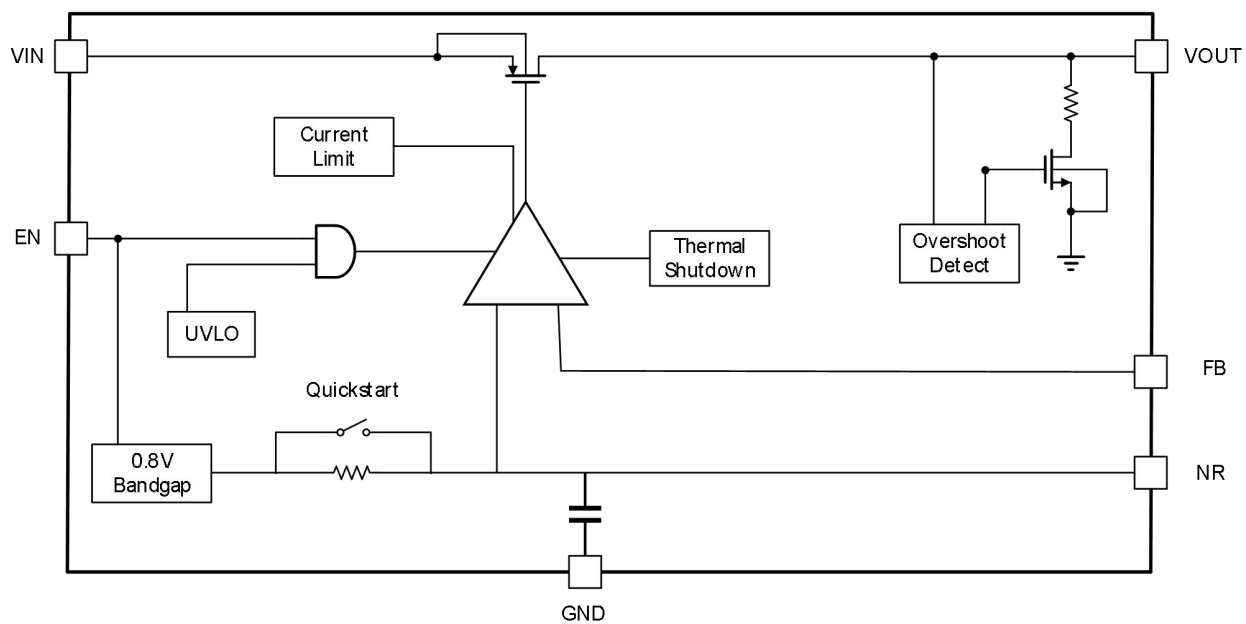 VIN
VOUT
Current
Limit
EN
Thermal
Shutdown
Overshoot
Detect
UVLO
FB
Quickstart
0.8V
Bandgap
NR
GND